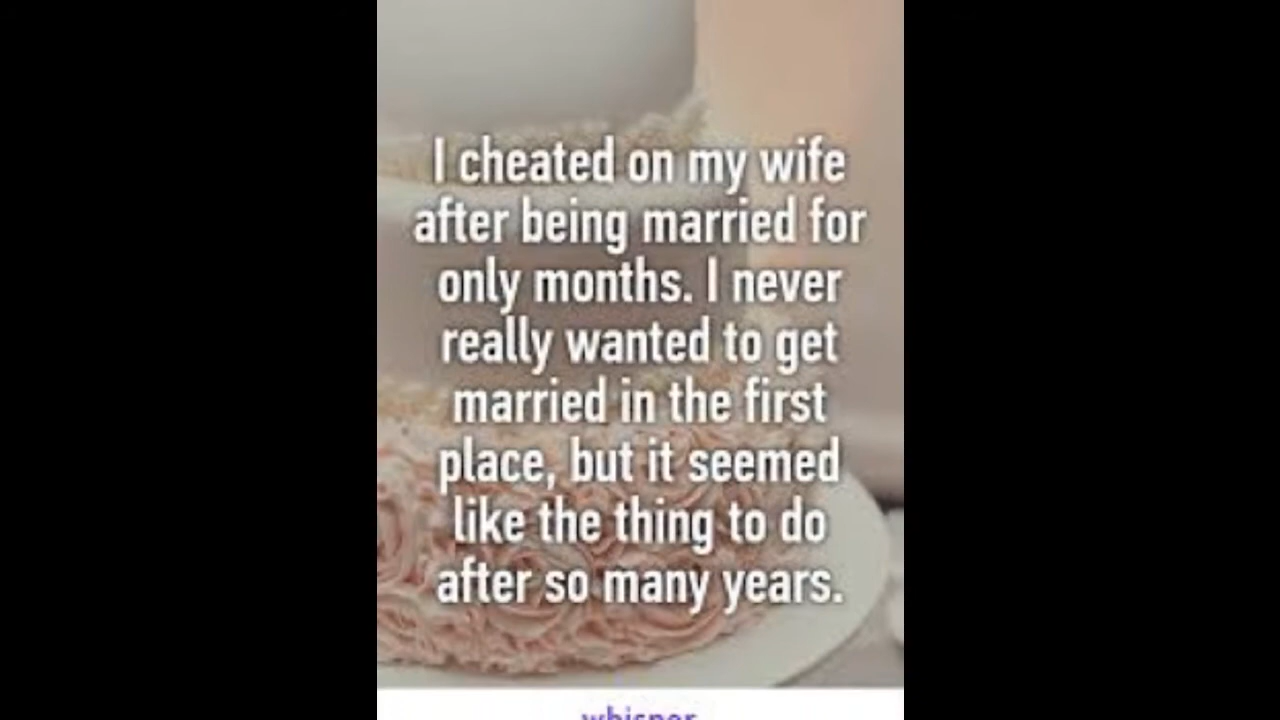 I cheated on my wife
after being married for
only months. I never
really wanted to get
married in the first
place, but it seemed
like the thing to do
after so many years.
whisper